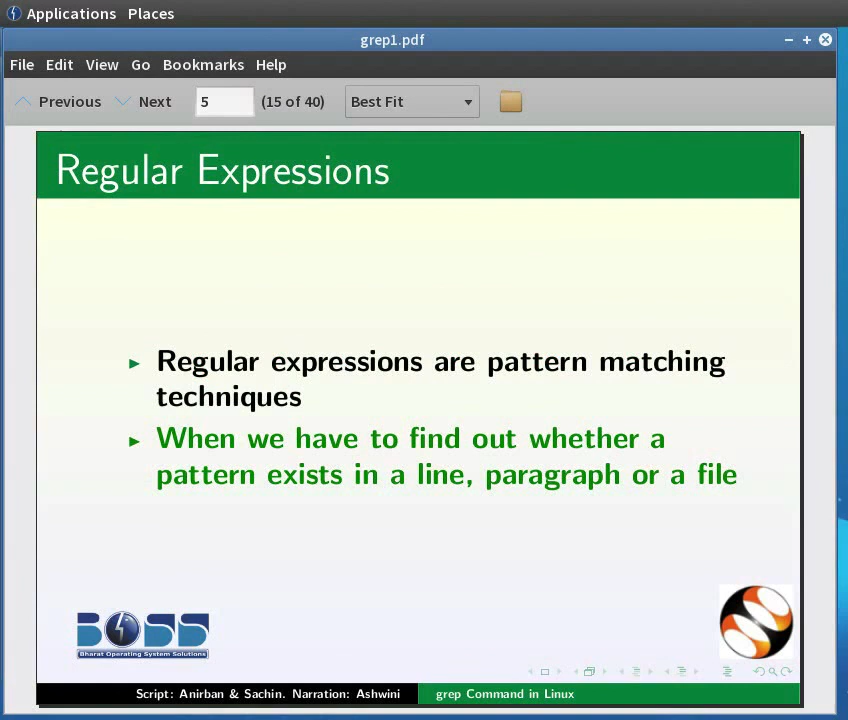 Applications Places
grep1.pdf
File Edit View Go Bookmarks Help
Previous Next 5 (15 of 40) Best Fit
Regular Expressions
Regular expressions are pattern matching
techniques
When we have to find out whether a
pattern exists in a line, paragraph or a file
BOSS
Bharat Operating System Solutions
Script: Anirban & Sachin. Narration: Ashwini grep Command in Linux